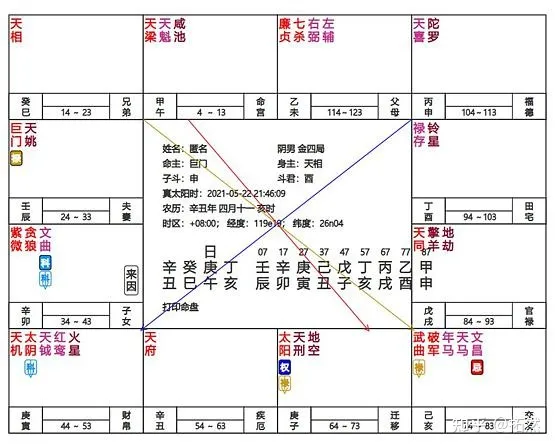 天相
癸巳 14～23 兄弟
天梁 天魁 咸池
甲午 4～13 命宫
廉贞 七杀 右弼 左辅
乙未 114～123 父母
天喜 陀罗
丙申 104～113 福德
巨门 天姚
禄
壬辰 24～33 夫妻
姓名：匿名 阴男 金四局
命主：巨门 身主：天相
子斗：申 斗君：酉
真太阳时：2021-05-22 21:46:09
农历：辛丑年 四月十一 亥时
时区：+08:00; 经度：119e19; 纬度：26n04
日 07 17 27 37 47 57 67 77 87
辛 癸 庚 丁 辛 庚 己 戊 丁 丙 乙 甲
丑 巳 午 亥 卯 寅 丑 子 亥 戌 酉 申
打印命盘
禄存 铃星
丁酉 94～103 田宅
紫微 贪狼 文曲
科
科
来因
辛卯 34～43 子女
天同 擎羊 地劫
戊戌 84～93 官禄
天机 太阴 天钺 红鸾 火星
科
庚寅 44～53 财帛
天府
辛丑 54～63 疾厄
太阳 天刑 地空
权
禄
庚子 64～73 迁移
武曲 破军 年马 天马 文昌
禄 忌
己亥 83 交
知乎